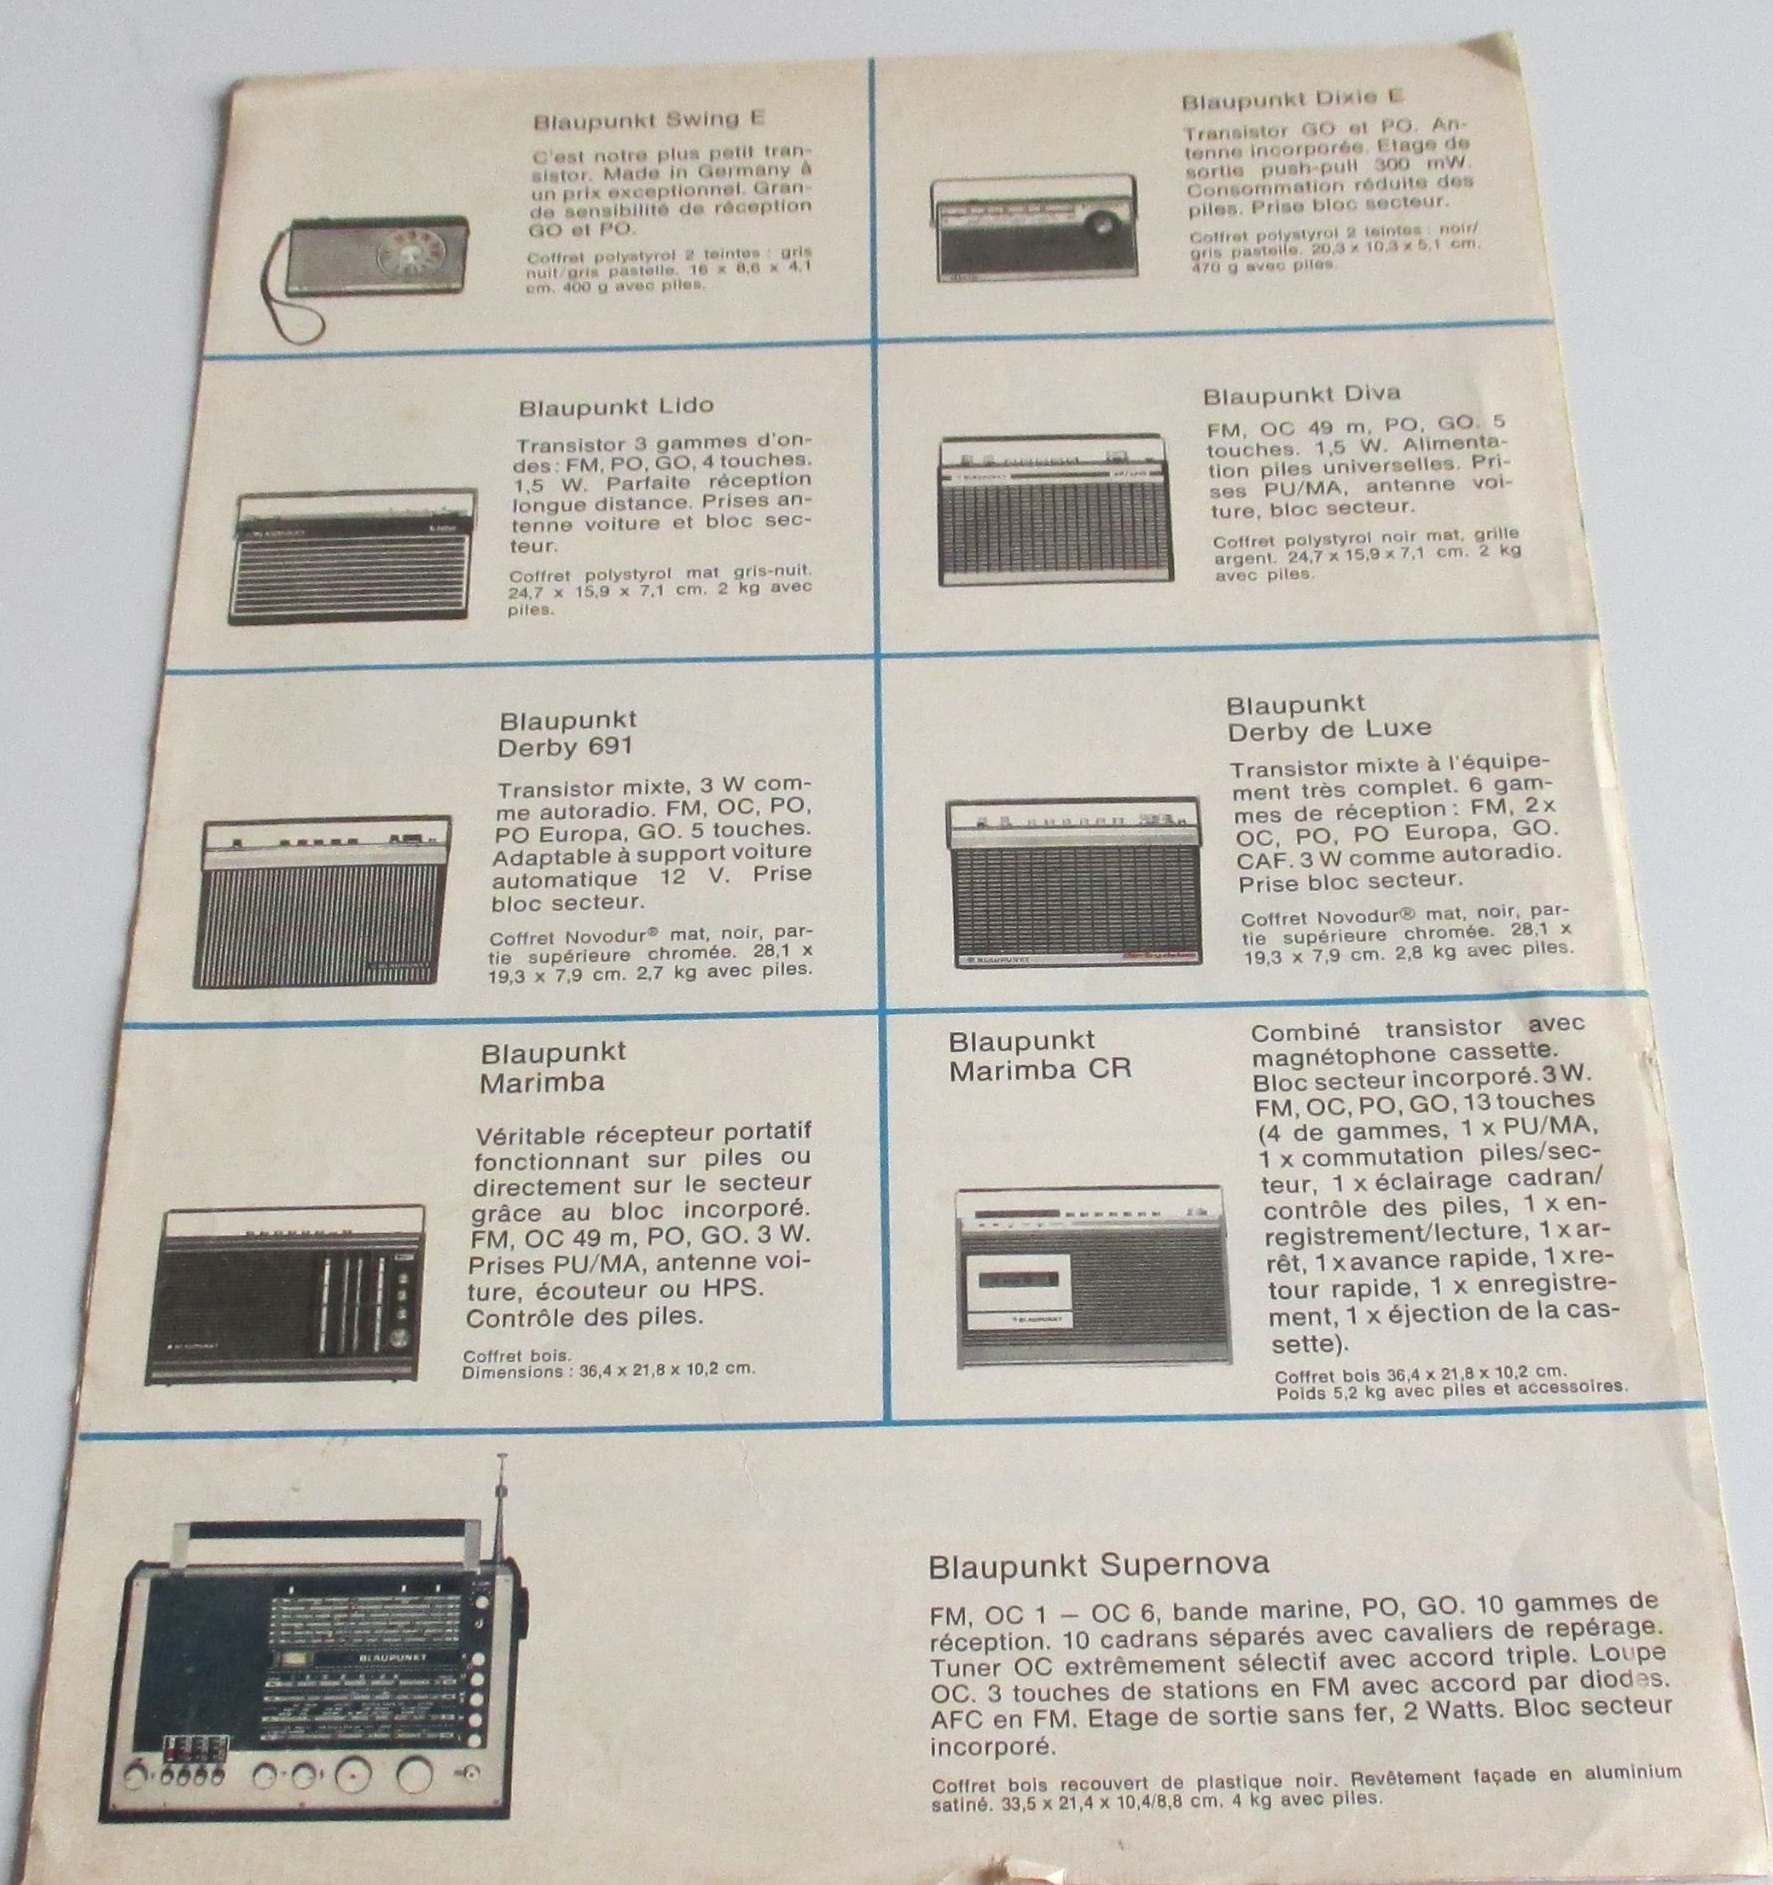 Blaupunkt Swing E
C'est notre plus petit tran-
sistor. Made in Germany à
un prix exceptionnel. Gran-
de sensibilité de réception
GO et PO.
Coffret polystyrol 2 teintes : gris
nuit/gris pastelle. 16 x 8,6 x 4,1
cm. 400 g avec piles.
Blaupunkt Dixie E
Transistor GO et PO. An-
tenne incorporée. Etage de
sortie push-pull 300 mW.
Consommation réduite des
piles. Prise bloc secteur.
Coffret polystyrol 2 teintes : noir/
gris pastelle. 20,3 x 10,3 x 5,1 cm.
470 g avec piles.
Blaupunkt Lido
Transistor 3 gammes d'on-
des: FM, PO, GO, 4 touches.
1,5 W. Parfaite réception
longue distance. Prises an-
tenne voiture et bloc sec-
teur.
Coffret polystyrol mat gris-nuit.
24,7 x 15,9 x 7,1 cm. 2 kg avec
piles.
Blaupunkt Diva
FM, OC 49 m, PO, GO. 5
touches. 1,5 W. Alimenta-
tion piles universelles. Pri-
ses PU/MA, antenne voi-
ture, bloc secteur.
Coffret polystyrol noir mat, grille
argent. 24,7 x 15,9 x 7,1 cm. 2 kg
avec piles.
Blaupunkt
Derby 691
Transistor mixte, 3 W com-
me autoradio. FM, OC, PO,
PO Europa, GO. 5 touches.
Adaptable à support voiture
automatique 12 V. Prise
bloc secteur.
Coffret Novodur® mat, noir, par-
tie supérieure chromée. 28,1 x
19,3 x 7,9 cm. 2,7 kg avec piles.
BLAUPUNKT
Blaupunkt
Derby de Luxe
Transistor mixte à l'équipe-
ment très complet. 6 gam-
mes de réception: FM, 2 x
OC, PO, PO Europa, GO.
CAF. 3 W comme autoradio.
Prise bloc secteur.
Coffret Novodur® mat, noir, par-
tie supérieure chromée. 28,1 x
19,3 x 7,9 cm. 2,8 kg avec piles.
BLAUPUNKT
Blaupunkt
Marimba
Véritable récepteur portatif
fonctionnant sur piles ou
directement sur le secteur
grâce au bloc incorporé.
FM, OC 49 m, PO, GO. 3 W.
Prises PU/MA, antenne voi-
ture, écouteur ou HPS.
Contrôle des piles.
Coffret bois.
Dimensions : 36,4 x 21,8 x 10,2 cm.
BLAUPUNKT
Blaupunkt
Marimba CR
Combiné transistor avec
magnétophone cassette.
Bloc secteur incorporé. 3 W.
FM, OC, PO, GO, 13 touches
(4 de gammes, 1 x PU/MA,
1 x commutation piles/sec-
teur, 1 x éclairage cadran/
contrôle des piles, 1 x en-
registrement/lecture, 1 x ar-
rêt, 1 x avance rapide, 1 x re-
tour rapide, 1 x enregistre-
ment, 1 x éjection de la cas-
sette).
Coffret bois 36,4 x 21,8 x 10,2 cm.
Poids 5,2 kg avec piles et accessoires.
BLAUPUNKT
BLAUPUNKT
Blaupunkt Supernova
FM, OC 1 – OC 6, bande marine, PO, GO. 10 gammes de
réception. 10 cadrans séparés avec cavaliers de repérage.
Tuner OC extrêmement sélectif avec accord triple. Loupe
OC. 3 touches de stations en FM avec accord par diodes.
AFC en FM. Etage de sortie sans fer, 2 Watts. Bloc secteur
incorporé.
Coffret bois recouvert de plastique noir. Revêtement façade en aluminium
satiné. 33,5 x 21,4 x 10,4/8,8 cm. 4 kg avec piles.